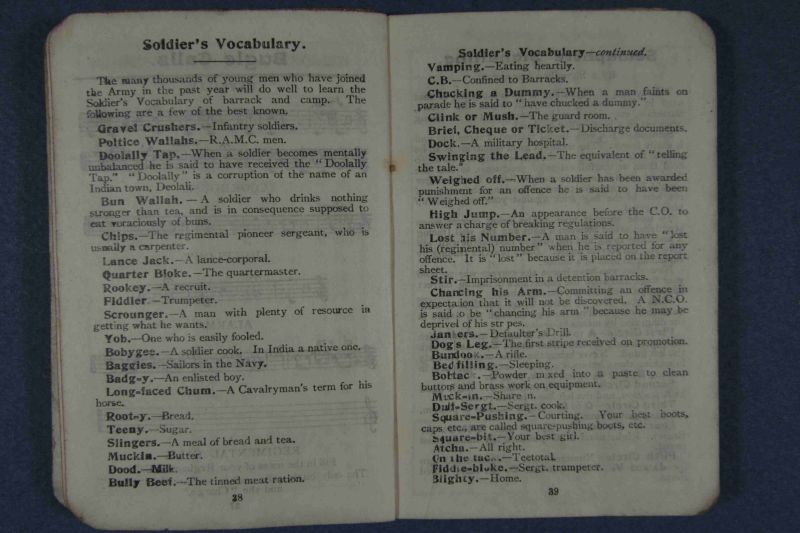 Soldier's Vocabulary.
The many thousands of young men who have joined
the Army in the past year will do well to learn the
Soldier's Vocabulary of barrack and camp. The
following are a few of the best known.
Gravel Crushers.—Infantry soldiers.
Poltice Wallahs.—R.A.M.C. men.
Doolally Tap.—When a soldier becomes mentally
unbalanced he is said to have received the "Doolally
Tap." "Doolally" is a corruption of the name of an
Indian town, Deolali.
Bun Wallah.—A soldier who drinks nothing
stronger than tea, and is in consequence supposed to
eat voraciously of buns.
Chips.—The regimental pioneer sergeant, who is
usually a carpenter.
Lance Jack.—A lance-corporal.
Quarter Bloke.—The quartermaster.
Rookey.—A recruit.
Fiddler.—Trumpeter.
Scrounger.—A man with plenty of resource in
getting what he wants.
Yob.—One who is easily fooled.
Bobygee.—A soldier cook. In India a native one.
Baggies.—Sailors in the Navy.
Badg-y.—An enlisted boy.
Long-faced Chum.—A Cavalryman's term for his
horse.
Root-y.—Bread.
Teeny.—Sugar.
Slingers.—A meal of bread and tea.
Muckin.—Butter.
Dood.—Milk.
Bully Beef.—The tinned meat ration.
38
Soldier's Vocabulary—continued.
Vamping.—Eating heartily.
C.B.—Confined to Barracks.
Chucking a Dummy.—When a man faints on
parade he is said to "have chucked a dummy."
Clink or Mush.—The guard room.
Brief, Cheque or Ticket.—Discharge documents.
Dock.—A military hospital.
Swinging the Lead.—The equivalent of "telling
the tale."
Weighed off.—When a soldier has been awarded
punishment for an offence he is said to have been
"Weighed off."
High Jump.—An appearance before the C.O. to
answer a charge of breaking regulations.
Lost his Number.—A man is said to have "lost
his (regimental) number" when he is reported for any
offence. It is "lost" because it is placed on the report
sheet.
Stir.—Imprisonment in a detention barracks.
Chancing his Arm.—Committing an offence in
expectation that it will not be discovered. A N.C.O.
is said to be "chancing his arm" because he may be
deprived of his stripes.
Jankers.—Defaulter's Drill.
Dog's Leg.—The first stripe received on promotion.
Bundook.—A rifle.
Bed filling.—Sleeping.
—Powder mixed into a paste to clean
buttons and brass work on equipment.
Muck-in.—Share in.
Duff-Sergt.—Sergt. cook.
Square-Pushing.—Courting. Your best boots,
caps etc., are called square-pushing boots, etc.
Square-bit.—Your best girl.
Atcha.—All right.
On the tack.—Teetotal.
Fiddle-bloke.—Sergt. trumpeter.
Blighty.—Home.
39